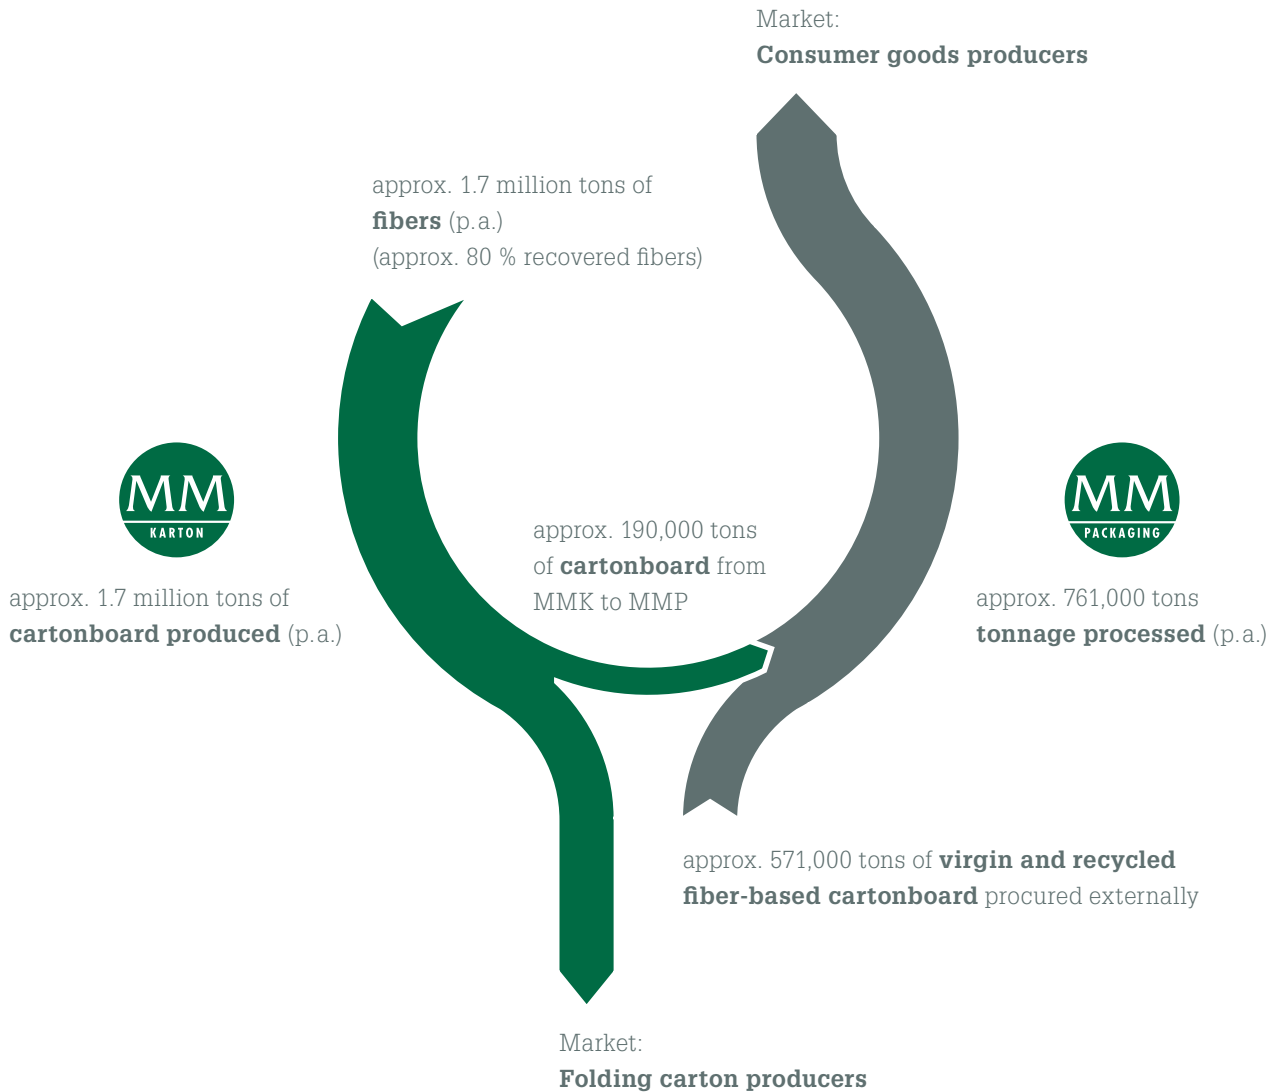 Market:
Consumer goods producers
approx. 1.7 million tons of
fibers (p.a.)
(approx. 80 % recovered fibers)
MM
KARTON
approx. 1.7 million tons of
cartonboard produced (p.a.)
approx. 190,000 tons
of cartonboard from
MMK to MMP
MM
PACKAGING
approx. 761,000 tons
tonnage processed (p.a.)
approx. 571,000 tons of virgin and recycled
fiber-based cartonboard procured externally
Market:
Folding carton producers